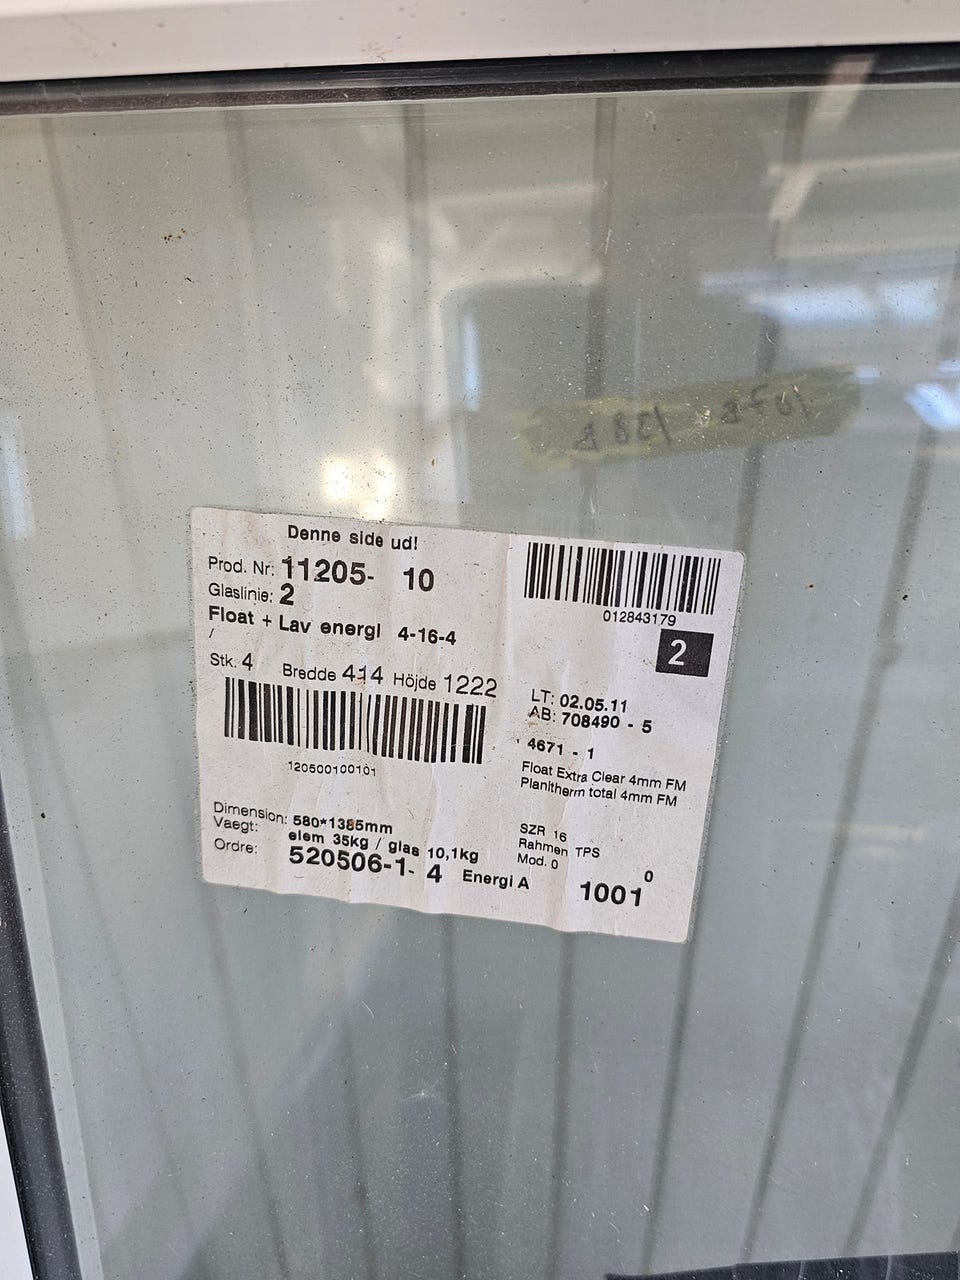 Denne side ud!
Prod. Nr: 11205- 10
Glaslinie: 2
Float + Lav energi 4-16-4
/
Stk. 4 Bredde 414 Höjde 1222
120500100101
Dimension: 580*1385mm
Vaegt: elem 35kg / glas 10,1kg
Ordre: 520506-1- 4 Energi A
012843179
2
LT: 02.05.11
AB: 708490 - 5
4671 - 1
Float Extra Clear 4mm FM
Planitherm total 4mm FM
SZR 16
Rahmen TPS
Mod. 0
0
1001